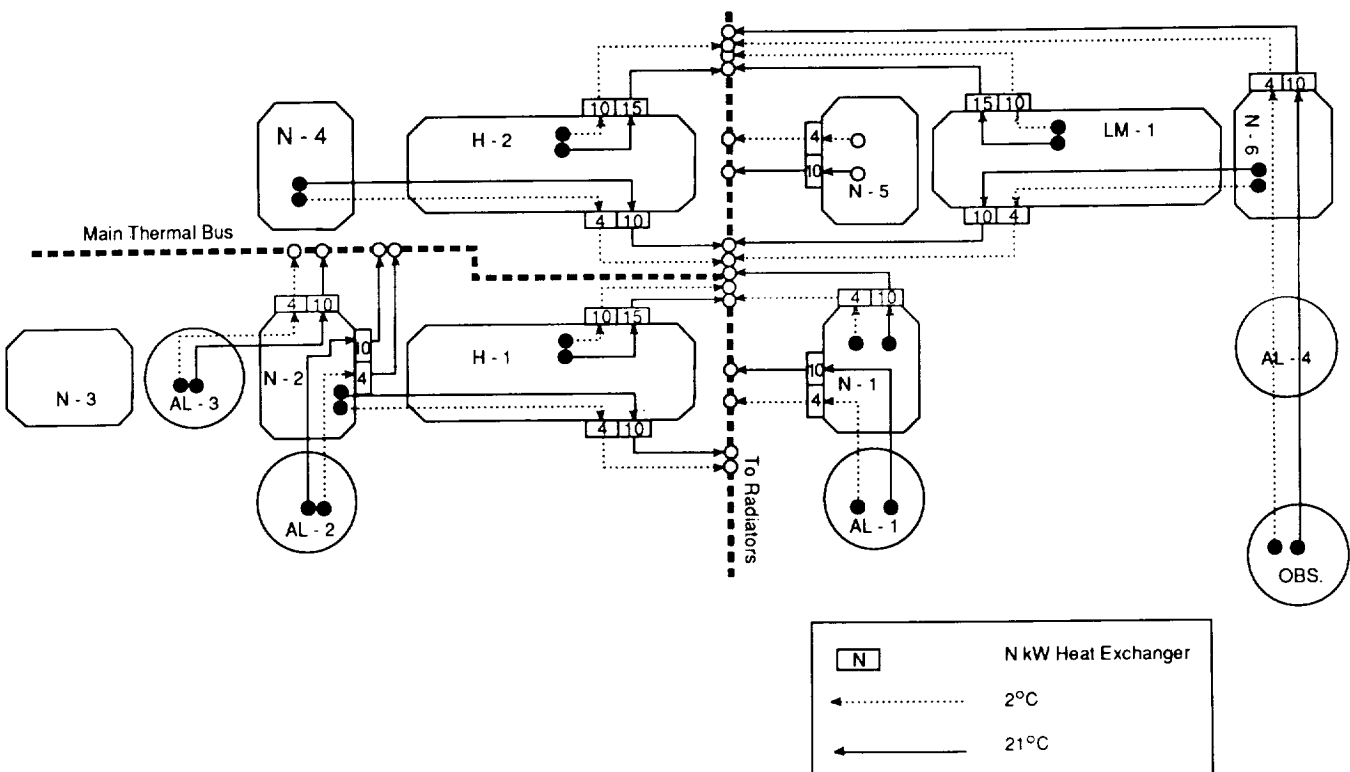 4 10
10 15
15 10
N - 4
H - 2
4
10
N - 5
LM - 1
N - 6
4 10
10 4
Main Thermal Bus
4 10
10 15
4 10
AL - 4
N - 3
AL - 3
N - 2
10
4
H - 1
10
4
N - 1
4 10
To Radiators
AL - 2
AL - 1
OBS.
N N kW Heat Exchanger
2°C
21°C